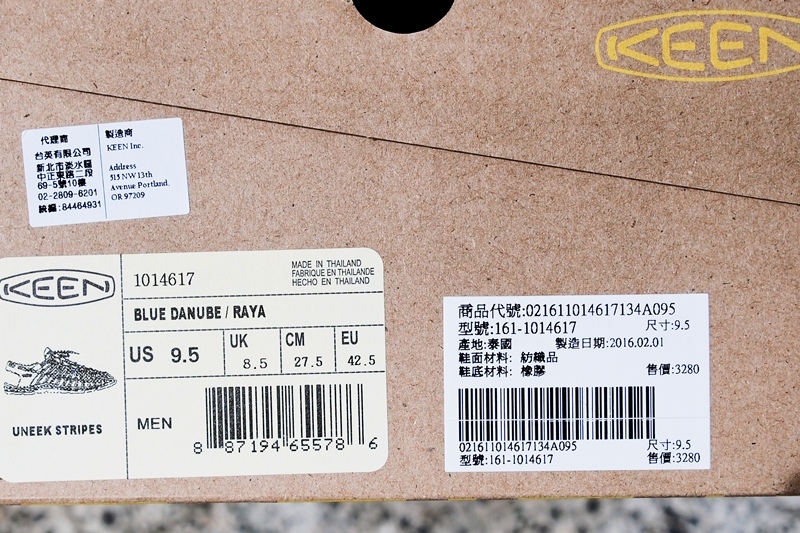 KEEN
代理商
台英有限公司
新北市淡水區
中正東路二段
69-5號10樓
02-2809-6201
統編:84464931
製造商
KEEN Inc.
Address
515 NW 13th
Avenue Portland.
OR 97209
KEEN
UNEEK STRIPES
1014617
MADE IN THAILAND
FABRIQUE EN THAILANDE
HECHO EN THAILAND
BLUE DANUBE / RAYA
US 9.5
UK 8.5
CM 27.5
EU 42.5
MEN
8 87194 65578 6
商品代號:021611014617134A095
型號:161-1014617 尺寸:9.5
產地:泰國 製造日期:2016.02.01
鞋面材料: 紡織品
鞋底材料: 橡膠 售價:3280
021611014617134A095 尺寸:9.5
型號:161-1014617 售價:3280